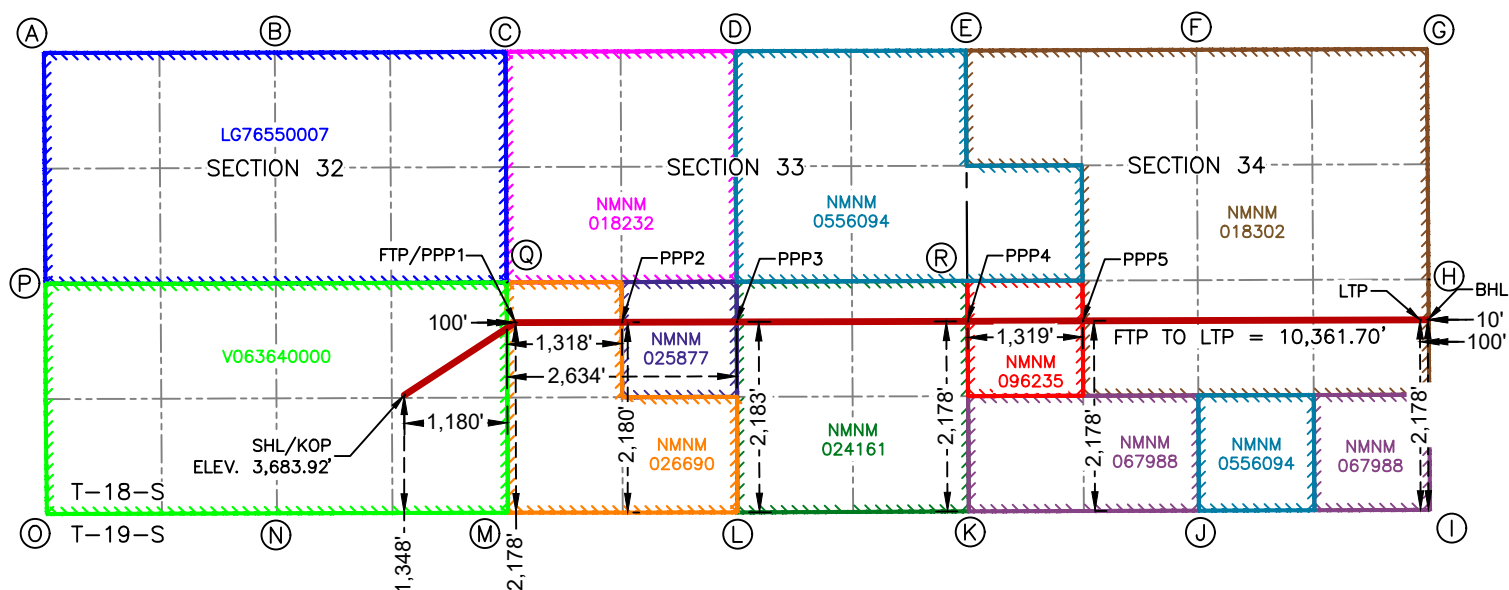 A B C D E F G
LG76550007
SECTION 32
SECTION 33
SECTION 34
NMNM
018232
NMNM
0556094
NMNM
018302
FTP/PPP1
Q
PPP2
PPP3
R
PPP4
PPP5
P
H
LTP
BHL
100'
10'
100'
1,318'
1,319'
FTP TO LTP = 10,361.70'
V063640000
NMNM
025877
NMNM
096235
2,634'
1,180'
SHL/KOP
ELEV. 3,683.92'
2,180'
2,183'
2,178'
2,178'
2,178'
NMNM
026690
NMNM
024161
NMNM
067988
NMNM
0556094
NMNM
067988
T-18-S
T-19-S
O N M L K J I
1,348'
2,178'